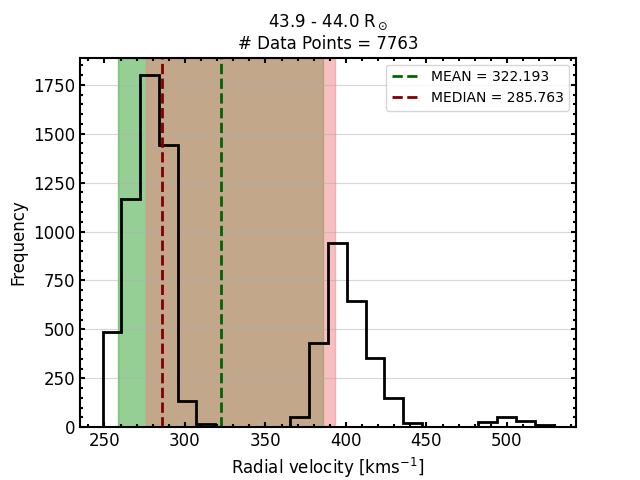 43.9 - 44.0 R⊙
# Data Points = 7763
MEAN = 322.193
MEDIAN = 285.763
Frequency
1750
1500
1250
1000
750
500
250
0
250 300 350 400 450 500
Radial velocity [kms⁻¹]